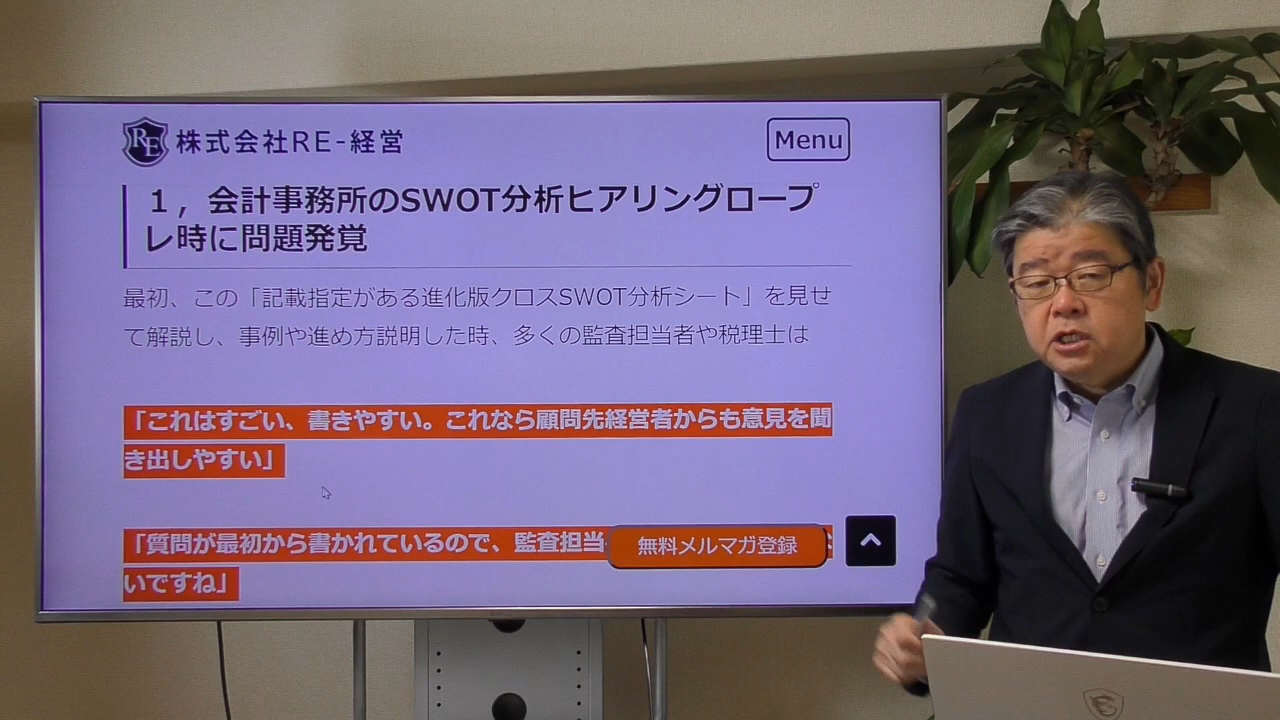 RE 株式会社RE-経営
Menu
１，会計事務所のSWOT分析ヒアリングロープ
レ時に問題発覚
最初、この「記載指定がある進化版クロスSWOT分析シート」を見せ
て解説し、事例や進め方説明した時、多くの監査担当者や税理士は
「これはすごい、書きやすい。これなら顧問先経営者からも意見を聞
き出しやすい」
「質問が最初から書かれているので、監査担当
無料メルマガ登録
いですね」